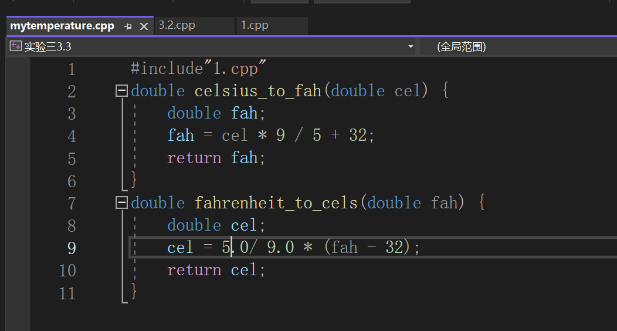 mytemperature.cpp
3.2.cpp
1.cpp
实验三3.3
(全局范围)
1 #include"1.cpp"
2 double celsius_to_fah(double cel) {
3 double fah;
4 fah = cel * 9 / 5 + 32;
5 return fah;
6 }
7 double fahrenheit_to_cels(double fah) {
8 double cel;
9 cel = 5.0/ 9.0 * (fah - 32);
10 return cel;
11 }